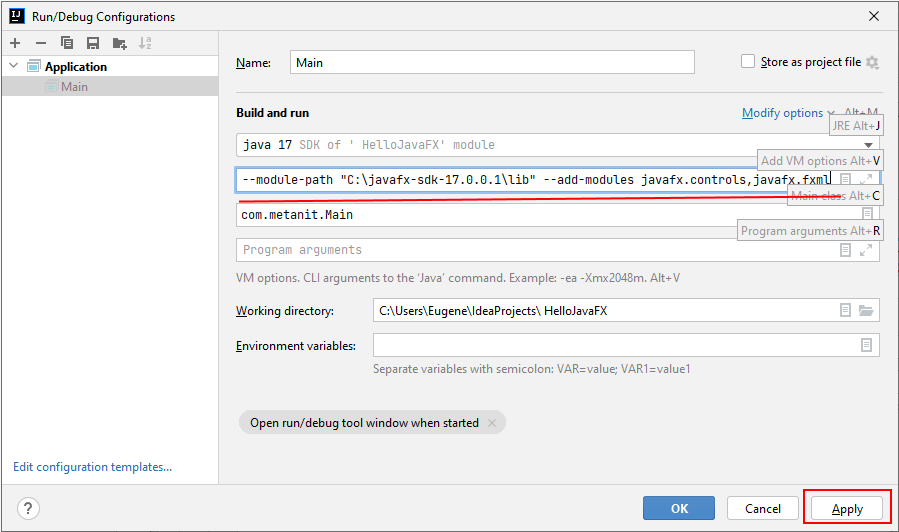 Run/Debug Configurations
Application
Main
Name:
Main
Store as project file
Build and run
Modify options
Alt+M
JRE Alt+J
java 17 SDK of ' HelloJavaFX' module
Add VM options Alt+V
--module-path "C:\javafx-sdk-17.0.0.1\lib" --add-modules javafx.controls,javafx.fxml
Main class Alt+C
com.metanit.Main
Program arguments Alt+R
Program arguments
VM options. CLI arguments to the 'Java' command. Example: -ea -Xmx2048m. Alt+V
Working directory:
C:\Users\Eugene\IdeaProjects\ HelloJavaFX
Environment variables:
Separate variables with semicolon: VAR=value; VAR1=value1
Open run/debug tool window when started
Edit configuration templates...
?
OK
Cancel
Apply